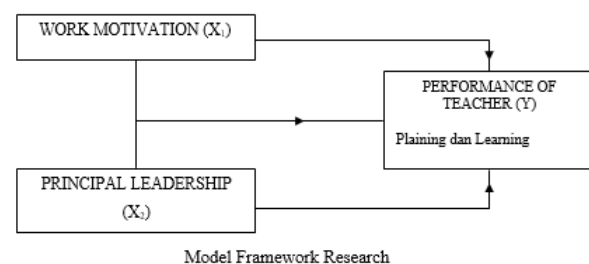 WORK MOTIVATION (X₁)
PERFORMANCE OF
TEACHER (Y)
Plaining dan Learning
PRINCIPAL LEADERSHIP
(X₂)
Model Framework Research